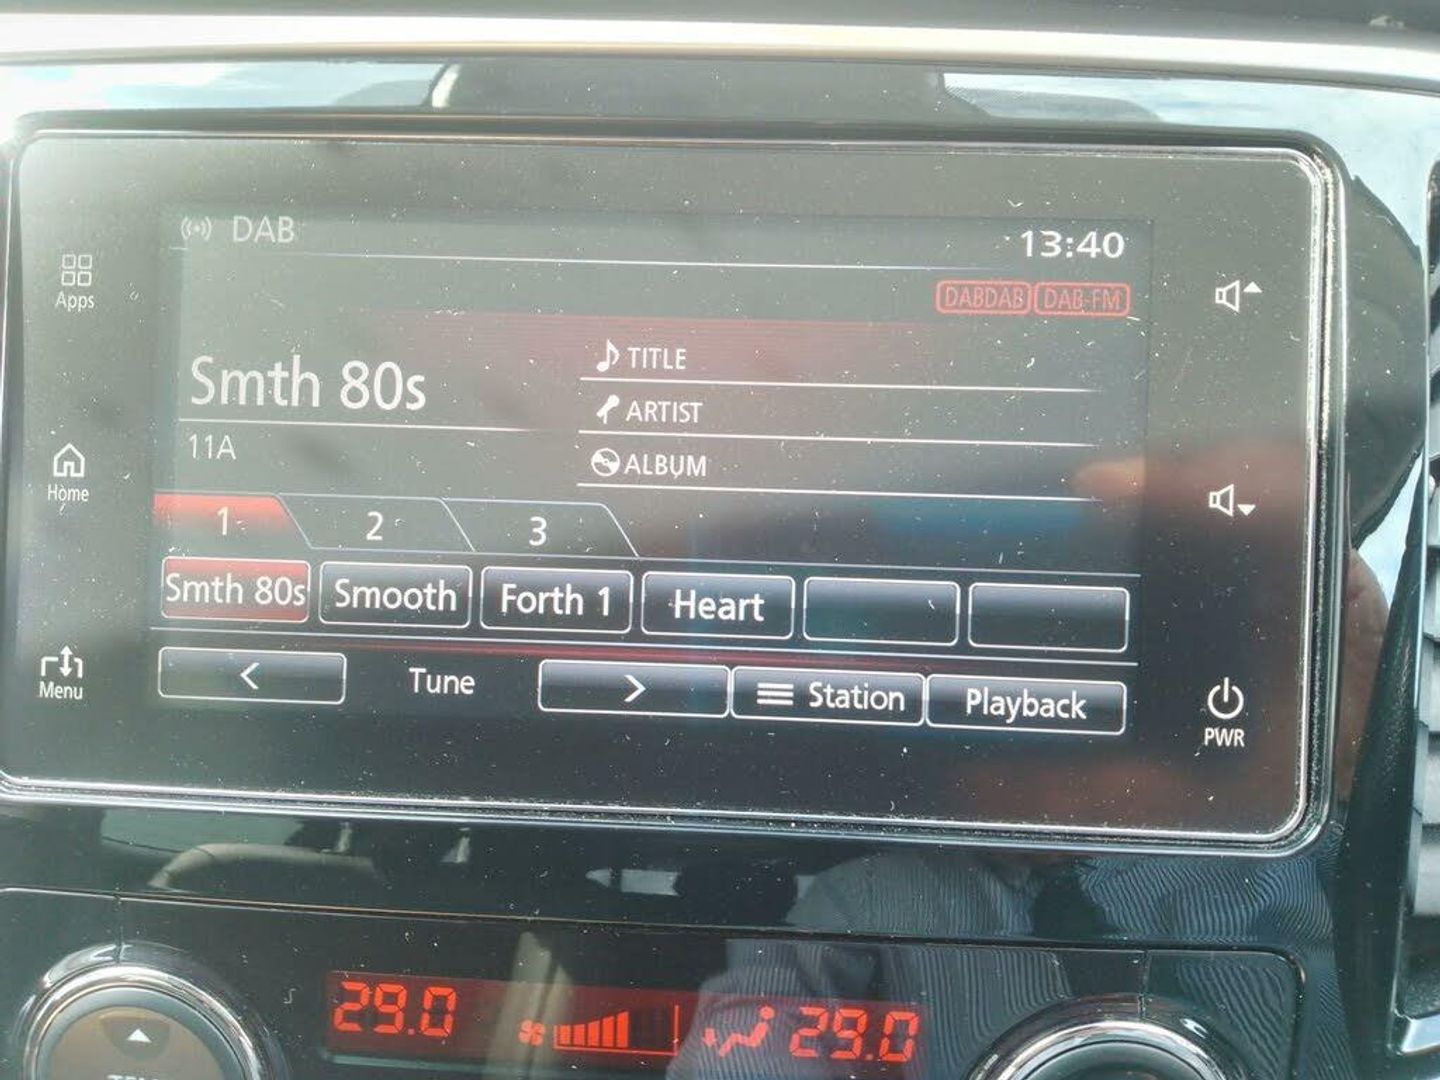 DAB
13:40
Apps
DABDAB DAB-FM
Smth 80s
TITLE
ARTIST
11A
ALBUM
Home
1 2 3
Smth 80s Smooth Forth 1 Heart
< Tune > Station Playback
Menu
PWR
29.0 29.0